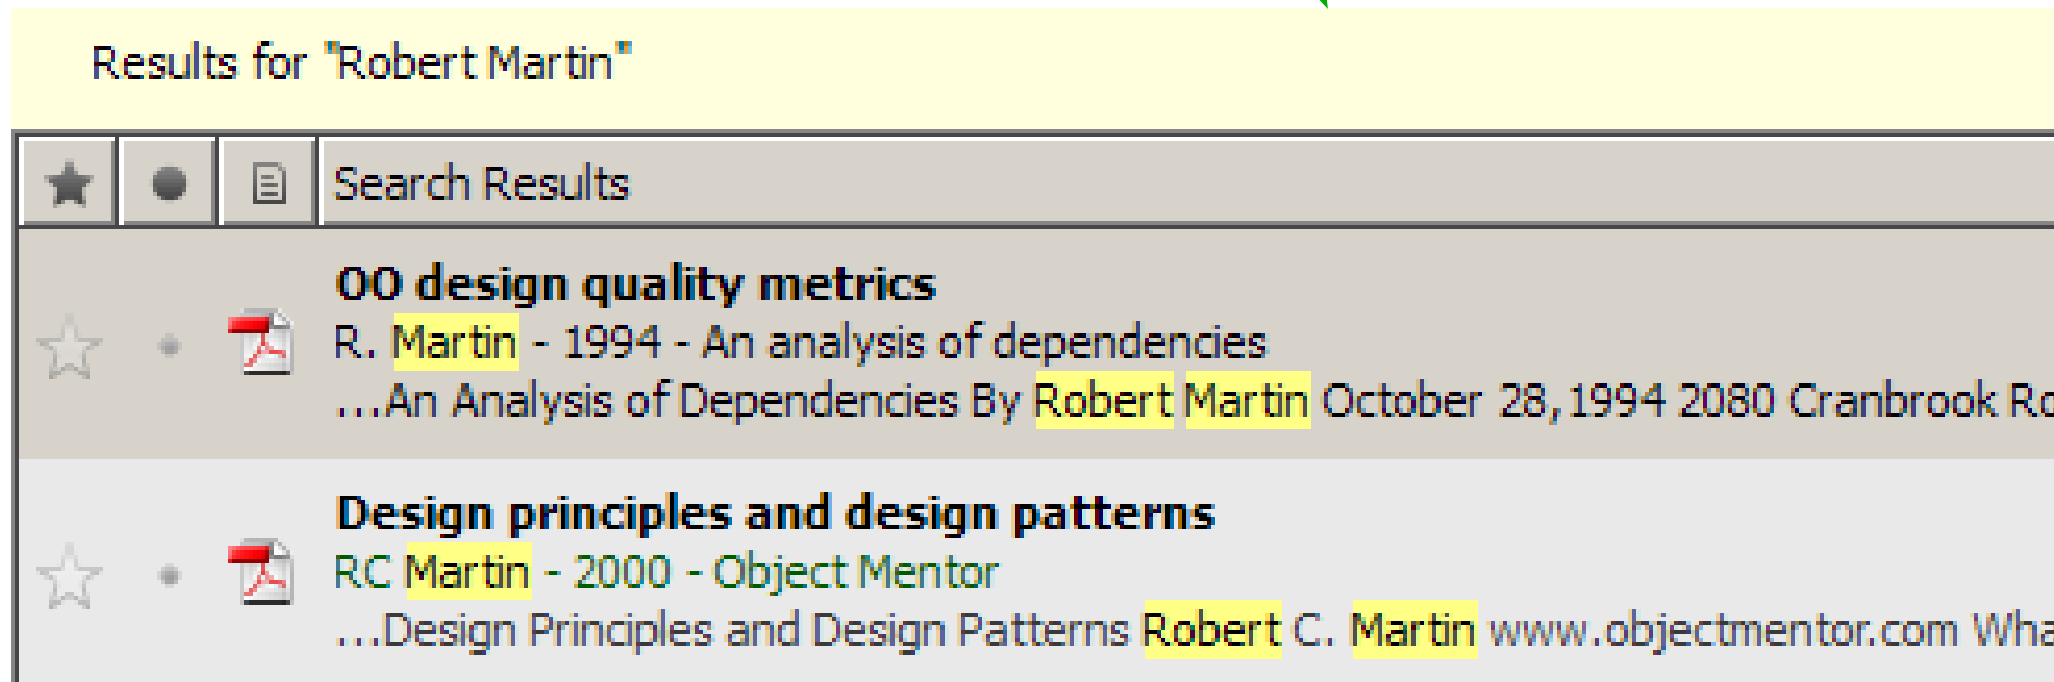 Results for "Robert Martin"
Search Results
OO design quality metrics
R. Martin - 1994 - An analysis of dependencies
...An Analysis of Dependencies By Robert Martin October 28,1994 2080 Cranbrook
Design principles and design patterns
RC Martin - 2000 - Object Mentor
...Design Principles and Design Patterns Robert C. Martin www.objectmentor.com